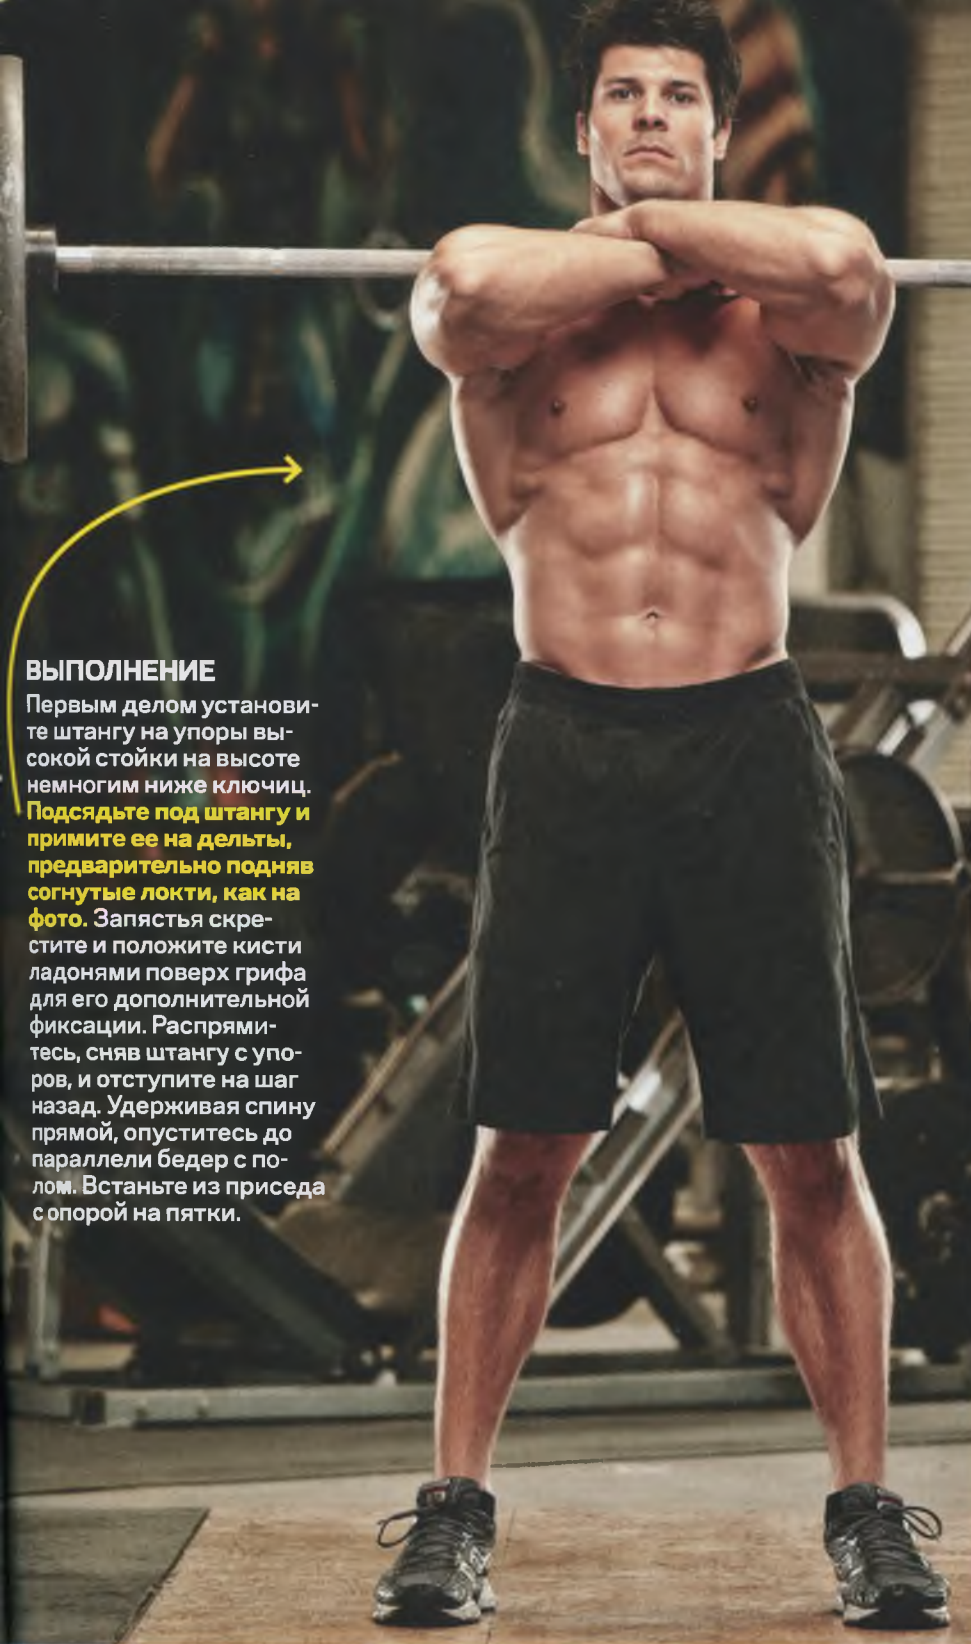 ВЫПОЛНЕНИЕ
Первым делом установи-
те штангу на упоры вы-
сокой стойки на высоте
немногим ниже ключиц.
Подсядьте под штангу и
примите ее на дельты,
предварительно подняв
согнутые локти, как на
фото. Запястья скре-
стите и положите кисти
ладонями поверх грифа
для его дополнительной
фиксации. Распрями-
тесь, сняв штангу с упо-
ров, и отступите на шаг
назад. Удерживая спину
прямой, опуститесь до
параллели бедер с по-
лом. Встаньте из приседа
с опорой на пятки.